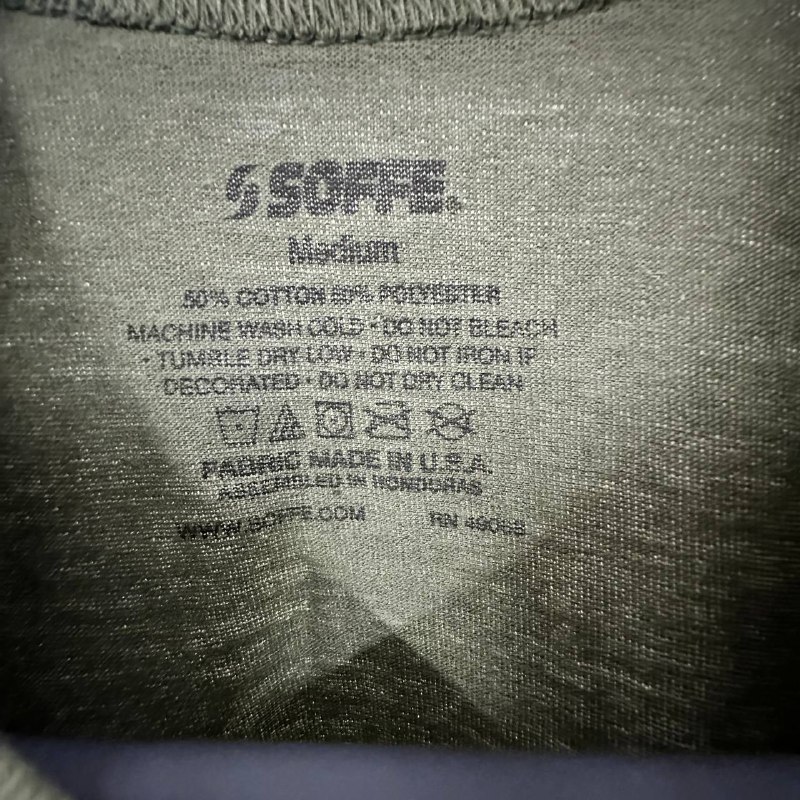 SOFFE®
Medium
50% COTTON 50% POLYESTER
MACHINE WASH COLD • DO NOT BLEACH
• TUMBLE DRY LOW • DO NOT IRON IF
DECORATED • DO NOT DRY CLEAN
FABRIC MADE IN U.S.A.
ASSEMBLED IN HONDURAS
WWW.SOFFE.COM RN